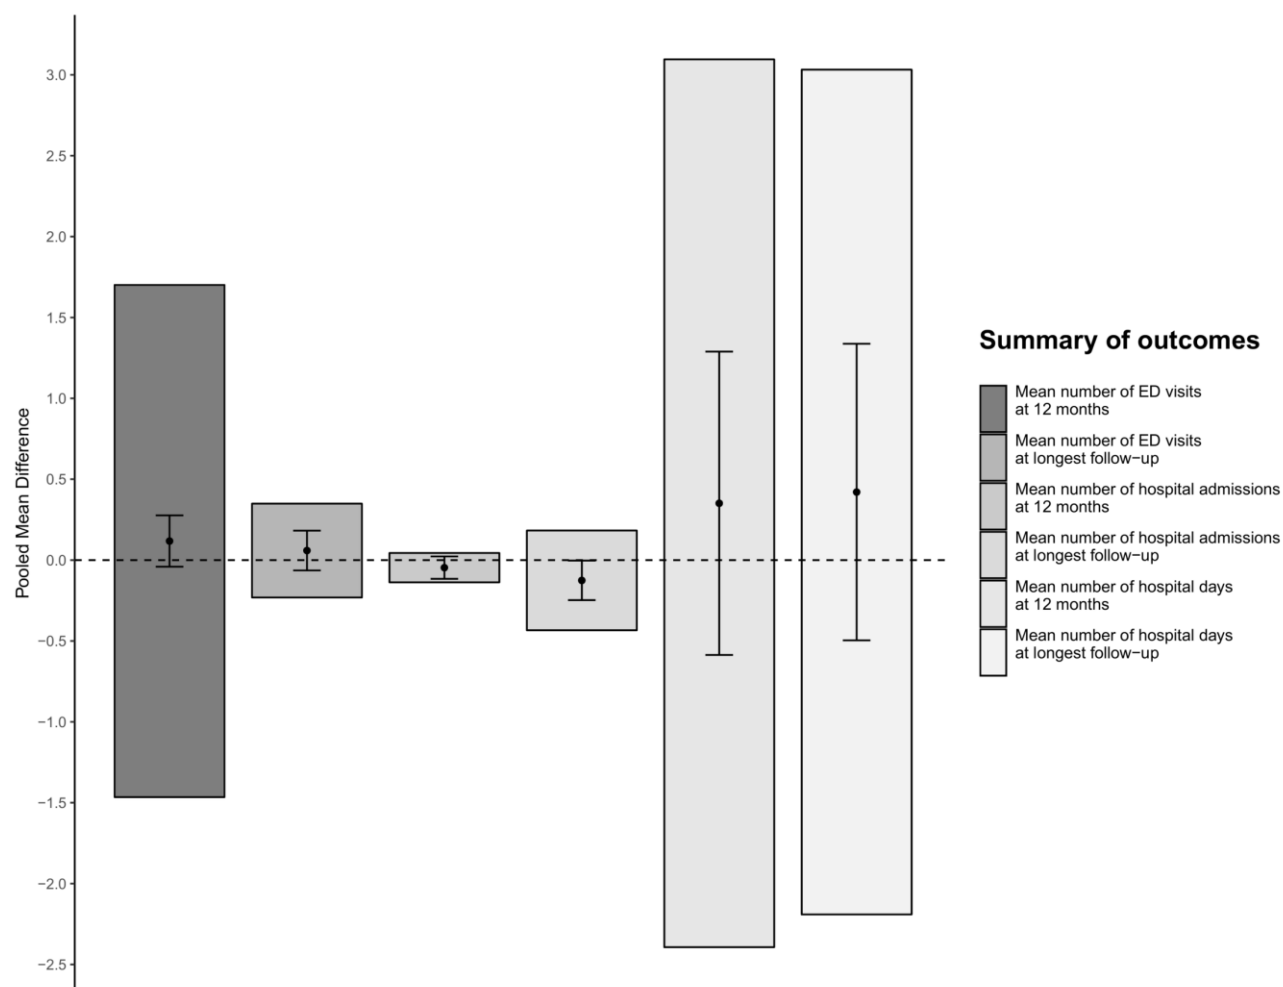 3.0
2.5
2.0
1.5
1.0
0.5
0.0
−0.5
−1.0
−1.5
−2.0
−2.5
Pooled Mean Difference
Summary of outcomes
Mean number of ED visits
at 12 months
Mean number of ED visits
at longest follow−up
Mean number of hospital admissions
at 12 months
Mean number of hospital admissions
at longest follow−up
Mean number of hospital days
at 12 months
Mean number of hospital days
at longest follow−up